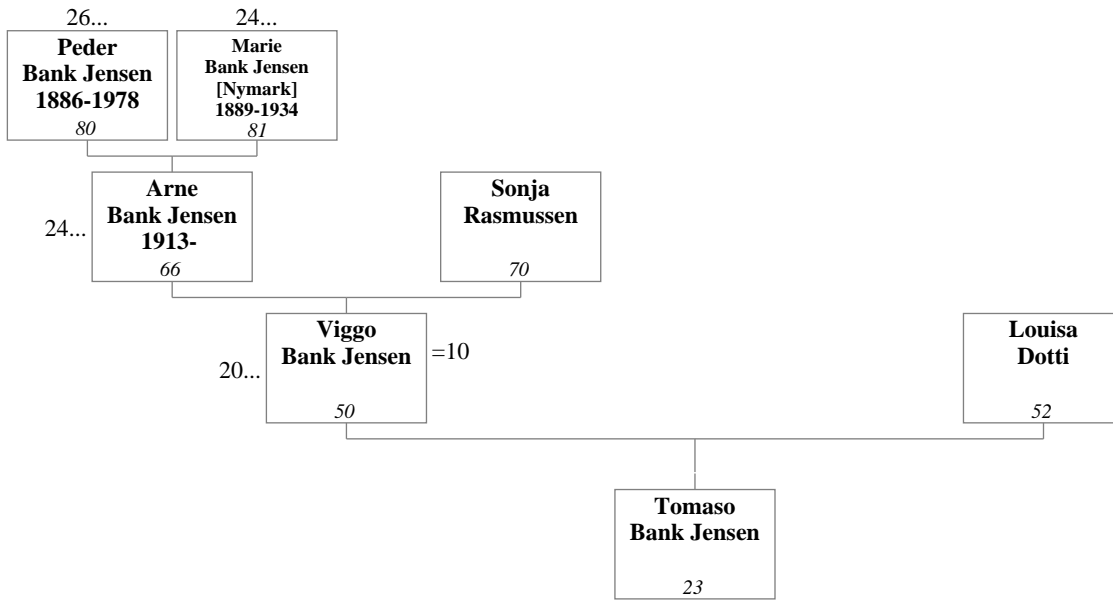 26...
24...
Peder
Bank Jensen
1886-1978
80
Marie
Bank Jensen
[Nymark]
1889-1934
81
24...
Arne
Bank Jensen
1913-
66
Sonja
Rasmussen
70
20...
Viggo
Bank Jensen
50
=10
Louisa
Dotti
52
Tomaso
Bank Jensen
23